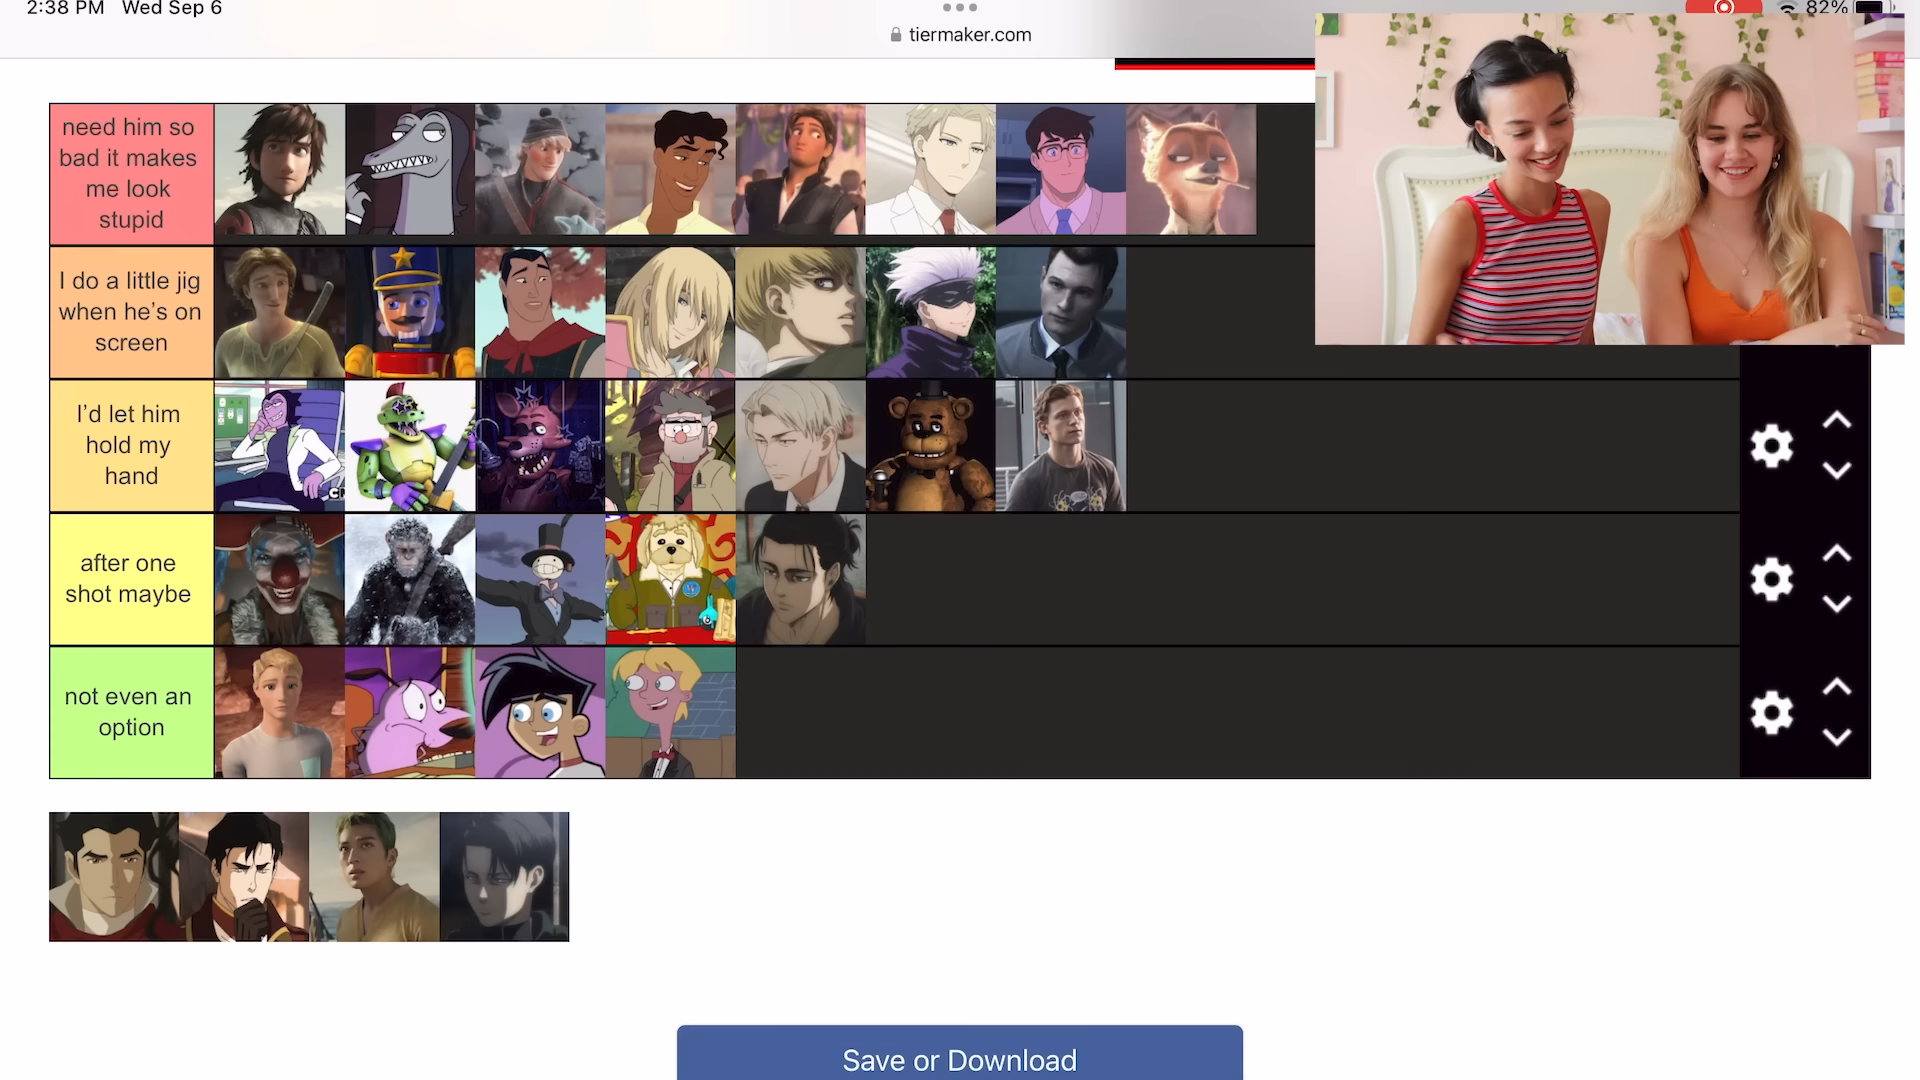 2:38 PM Wed Sep 6
82%
tiermaker.com
need him so
bad it makes
me look
stupid
I do a little jig
when he's on
screen
I'd let him
hold my
hand
after one
shot maybe
not even an
option
Save or Download